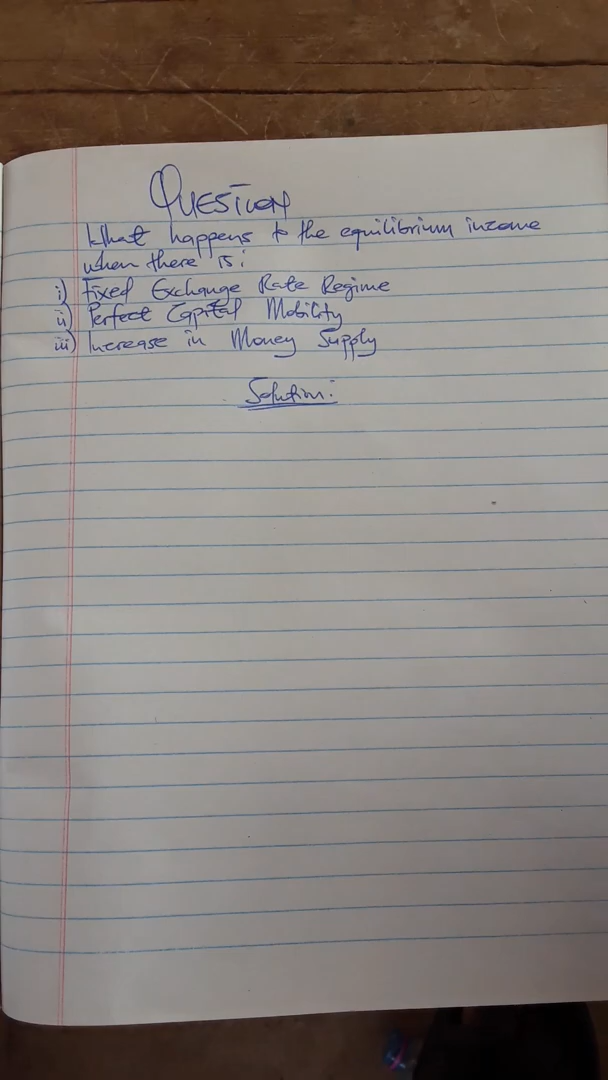 QUESTION
What happens to the equilibrium income
when there is:
i) Fixed Exchange Rate Regime
ii) Perfect Capital Mobility
iii) Increase in Money Supply
Solution: